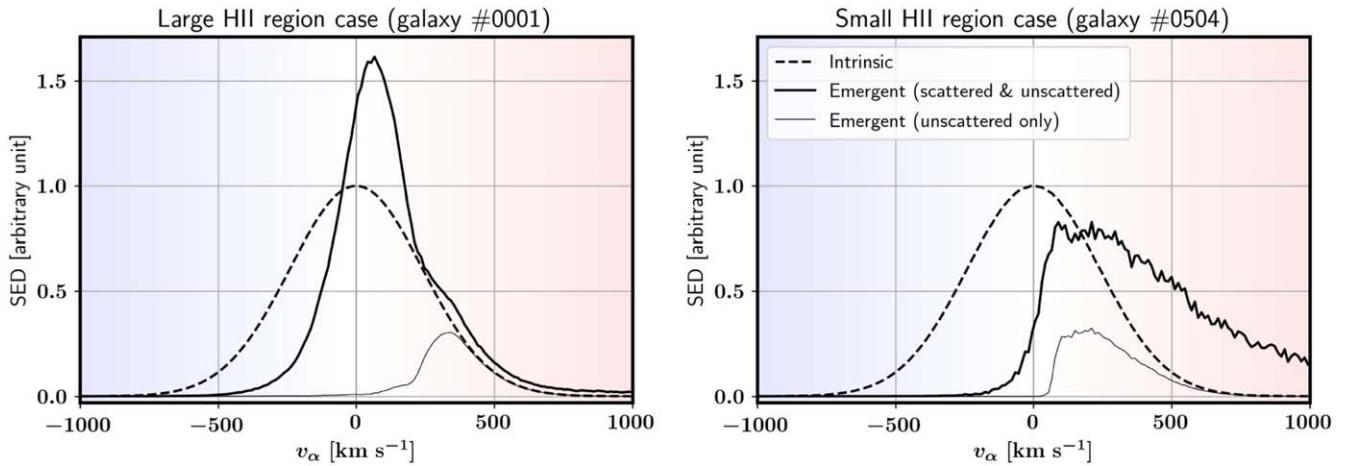 Large HII region case (galaxy #0001)
SED [arbitrary unit]
1.5
1.0
0.5
0.0
−1000 −500 0 500 1000
v_α [km s⁻¹]
Small HII region case (galaxy #0504)
Intrinsic
Emergent (scattered & unscattered)
Emergent (unscattered only)
SED [arbitrary unit]
1.5
1.0
0.5
0.0
−1000 −500 0 500 1000
v_α [km s⁻¹]